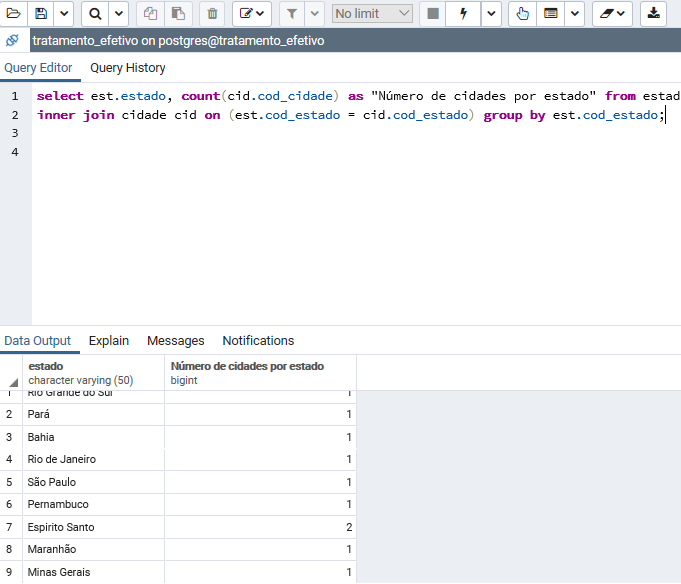 No limit
tratamento_efetivo on postgres@tratamento_efetivo
Query Editor Query History
1 select est.estado, count(cid.cod_cidade) as "Número de cidades por estado" from estad
2 inner join cidade cid on (est.cod_estado = cid.cod_estado) group by est.cod_estado;
3
4
Data Output Explain Messages Notifications
estado Número de cidades por estado
character varying (50) bigint
1 Rio Grande do Sul 1
2 Pará 1
3 Bahia 1
4 Rio de Janeiro 1
5 São Paulo 1
6 Pernambuco 1
7 Espirito Santo 2
8 Maranhão 1
9 Minas Gerais 1